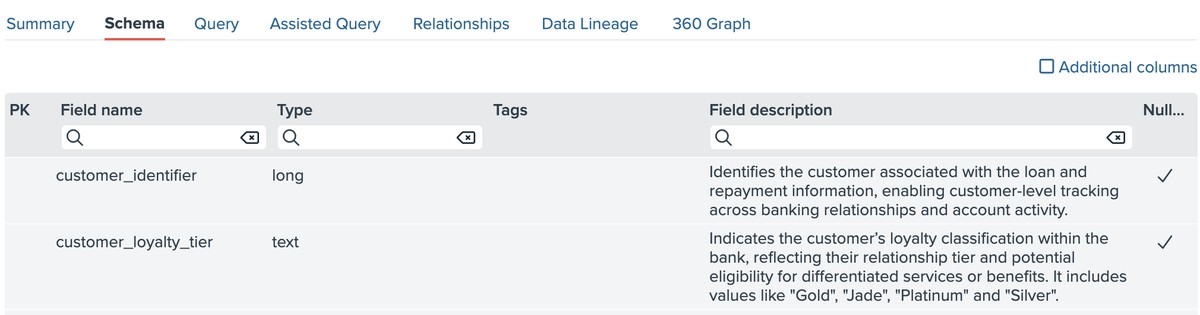 Summary Schema Query Assisted Query Relationships Data Lineage 360 Graph
Additional columns
PK Field name Type Tags Field description Null...
customer_identifier long Identifies the customer associated with the loan and
repayment information, enabling customer-level tracking
across banking relationships and account activity.
customer_loyalty_tier text Indicates the customer’s loyalty classification within the
bank, reflecting their relationship tier and potential
eligibility for differentiated services or benefits. It includes
values like "Gold", "Jade", "Platinum" and "Silver".